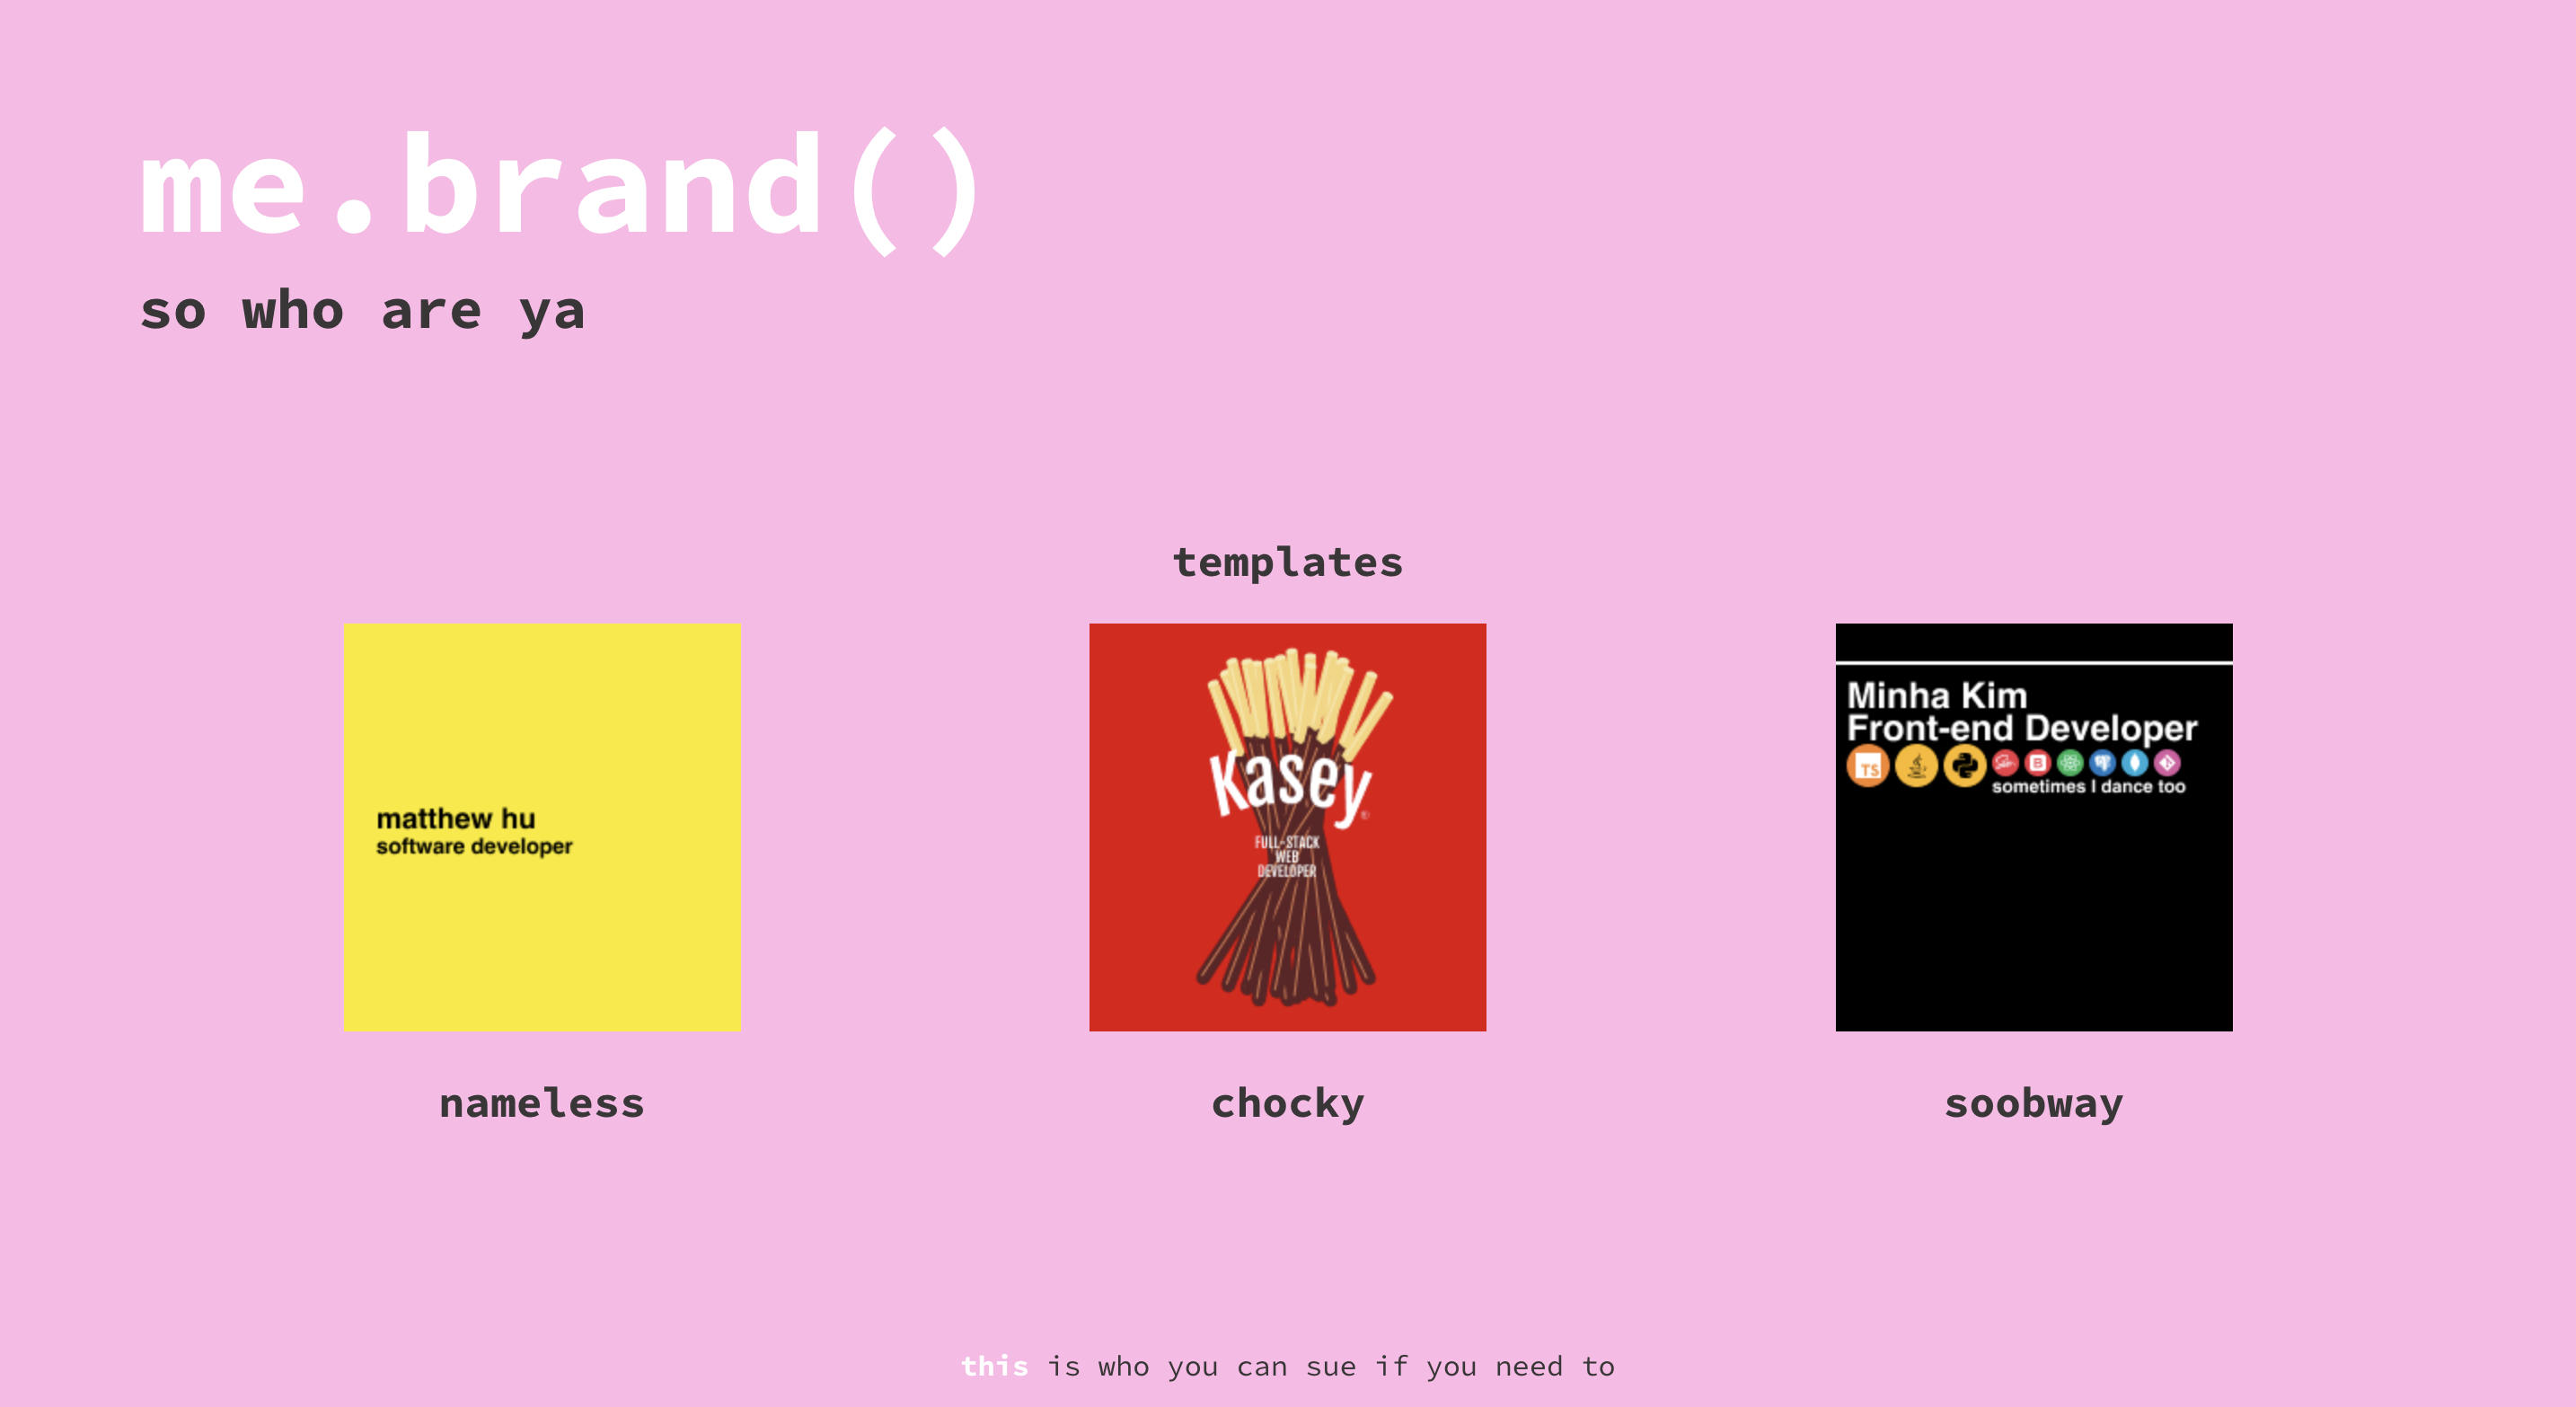 me.brand()
so who are ya
templates
matthew hu
software developer
Kasey
FULL-STACK
WEB
DEVELOPER
Minha Kim
Front-end Developer
TS
B
sometimes I dance too
nameless
chocky
soobway
this is who you can sue if you need to